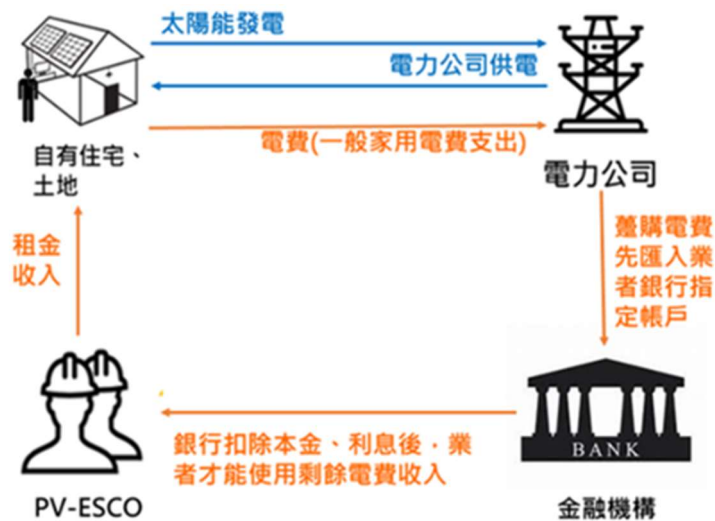 太陽能發電
電力公司供電
電費(一般家用電費支出)
自有住宅、
土地
電力公司
租金
收入
躉購電費
先匯入業
者銀行指
定帳戶
BANK
銀行扣除本金、利息後，業
者才能使用剩餘電費收入
PV-ESCO
金融機構